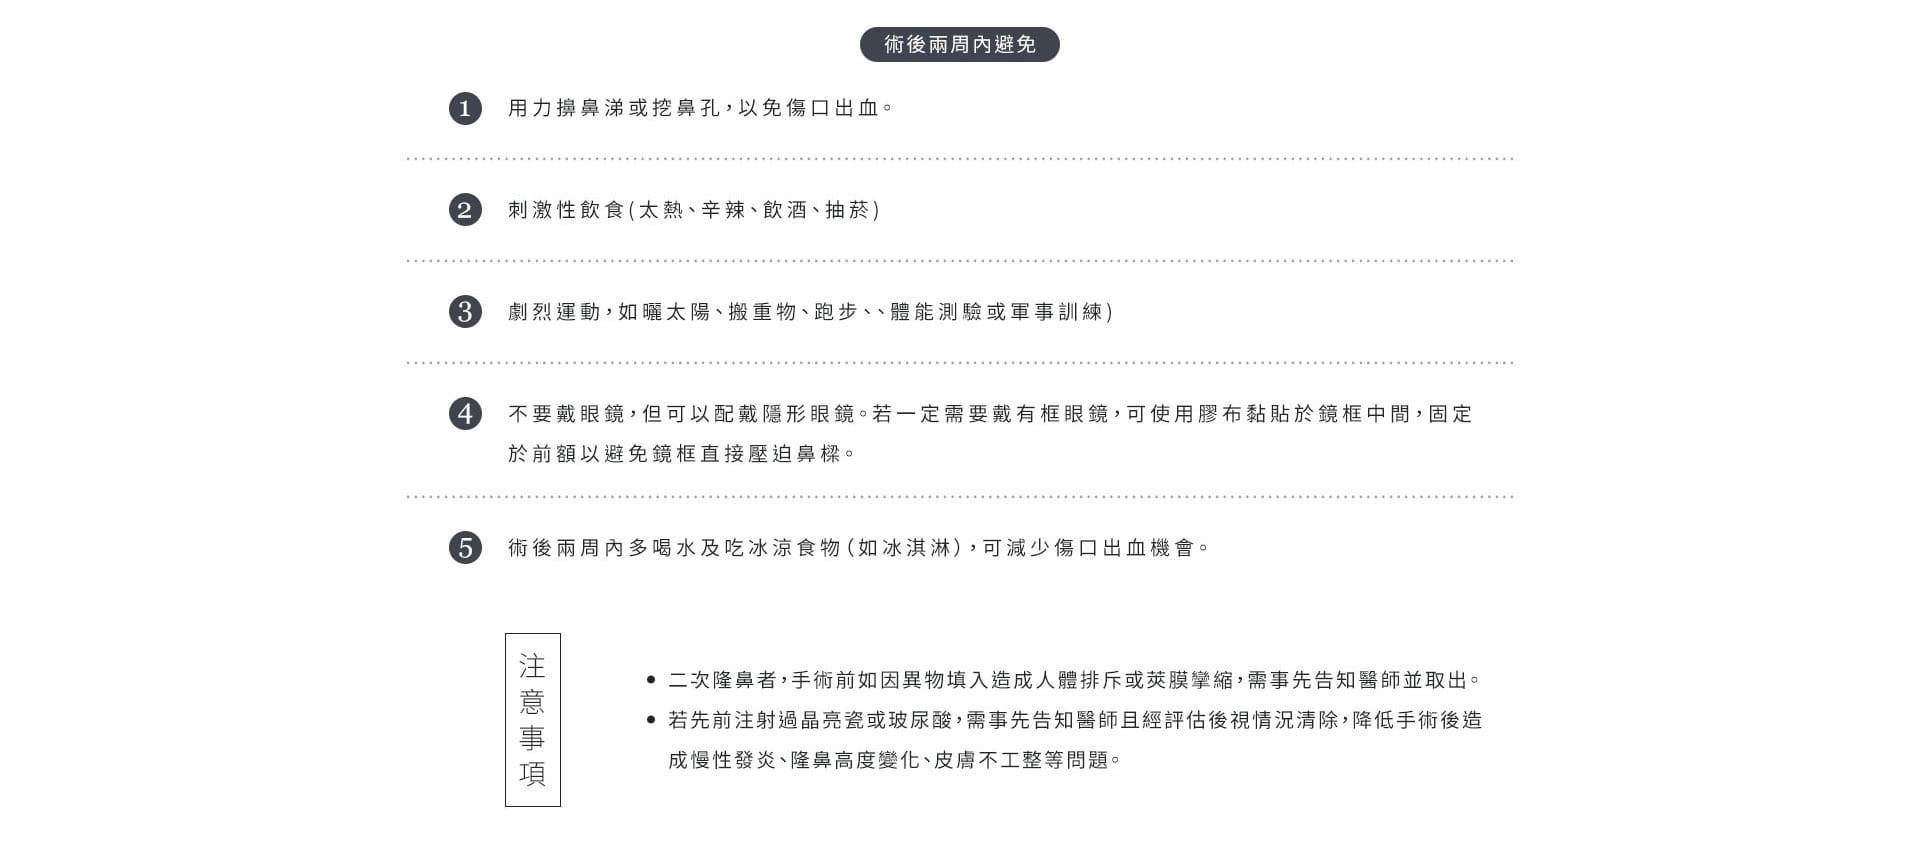 術後兩周內避免
1 用力擤鼻涕或挖鼻孔，以免傷口出血。
2 刺激性飲食(太熱、辛辣、飲酒、抽菸)
3 劇烈運動，如曬太陽、搬重物、跑步、、體能測驗或軍事訓練)
4 不要戴眼鏡，但可以配戴隱形眼鏡。若一定需要戴有框眼鏡，可使用膠布黏貼於鏡框中間，固定
於前額以避免鏡框直接壓迫鼻樑。
5 術後兩周內多喝水及吃冰涼食物（如冰淇淋），可減少傷口出血機會。
注意事項
• 二次隆鼻者，手術前如因異物填入造成人體排斥或莢膜攣縮，需事先告知醫師並取出。
• 若先前注射過晶亮瓷或玻尿酸，需事先告知醫師且經評估後視情況清除，降低手術後造
成慢性發炎、隆鼻高度變化、皮膚不工整等問題。